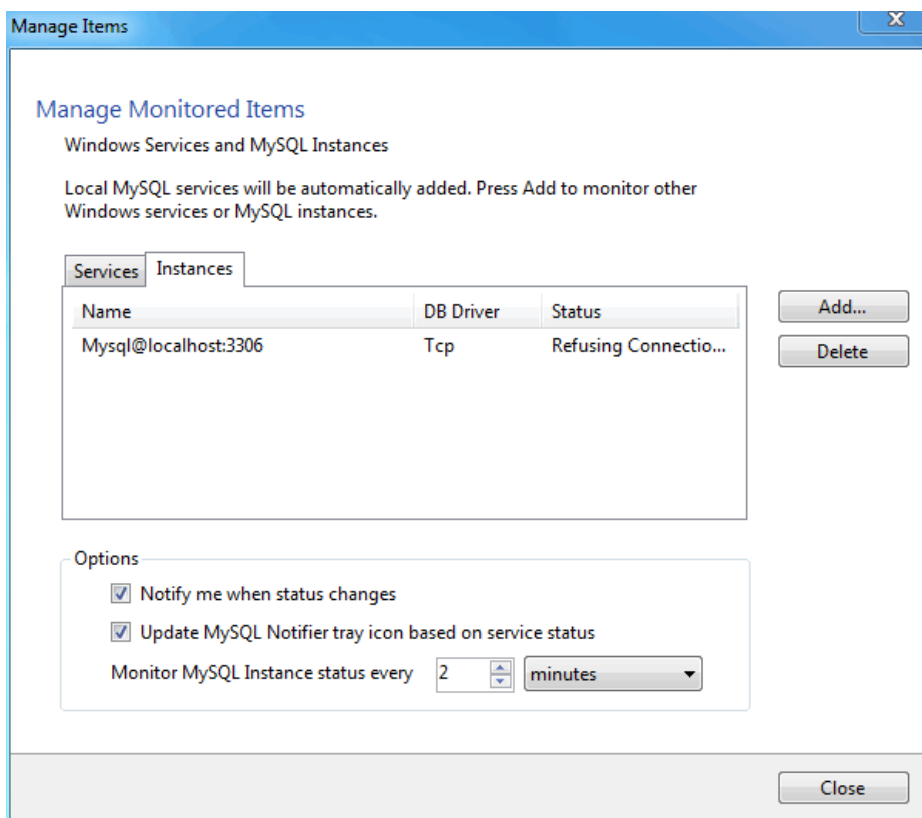 Manage Items
Manage Monitored Items
Windows Services and MySQL Instances
Local MySQL services will be automatically added. Press Add to monitor other
Windows services or MySQL instances.
Services Instances
Name DB Driver Status
Mysql@localhost:3306 Tcp Refusing Connectio...
Add...
Delete
Options
Notify me when status changes
Update MySQL Notifier tray icon based on service status
Monitor MySQL Instance status every 2 minutes
Close